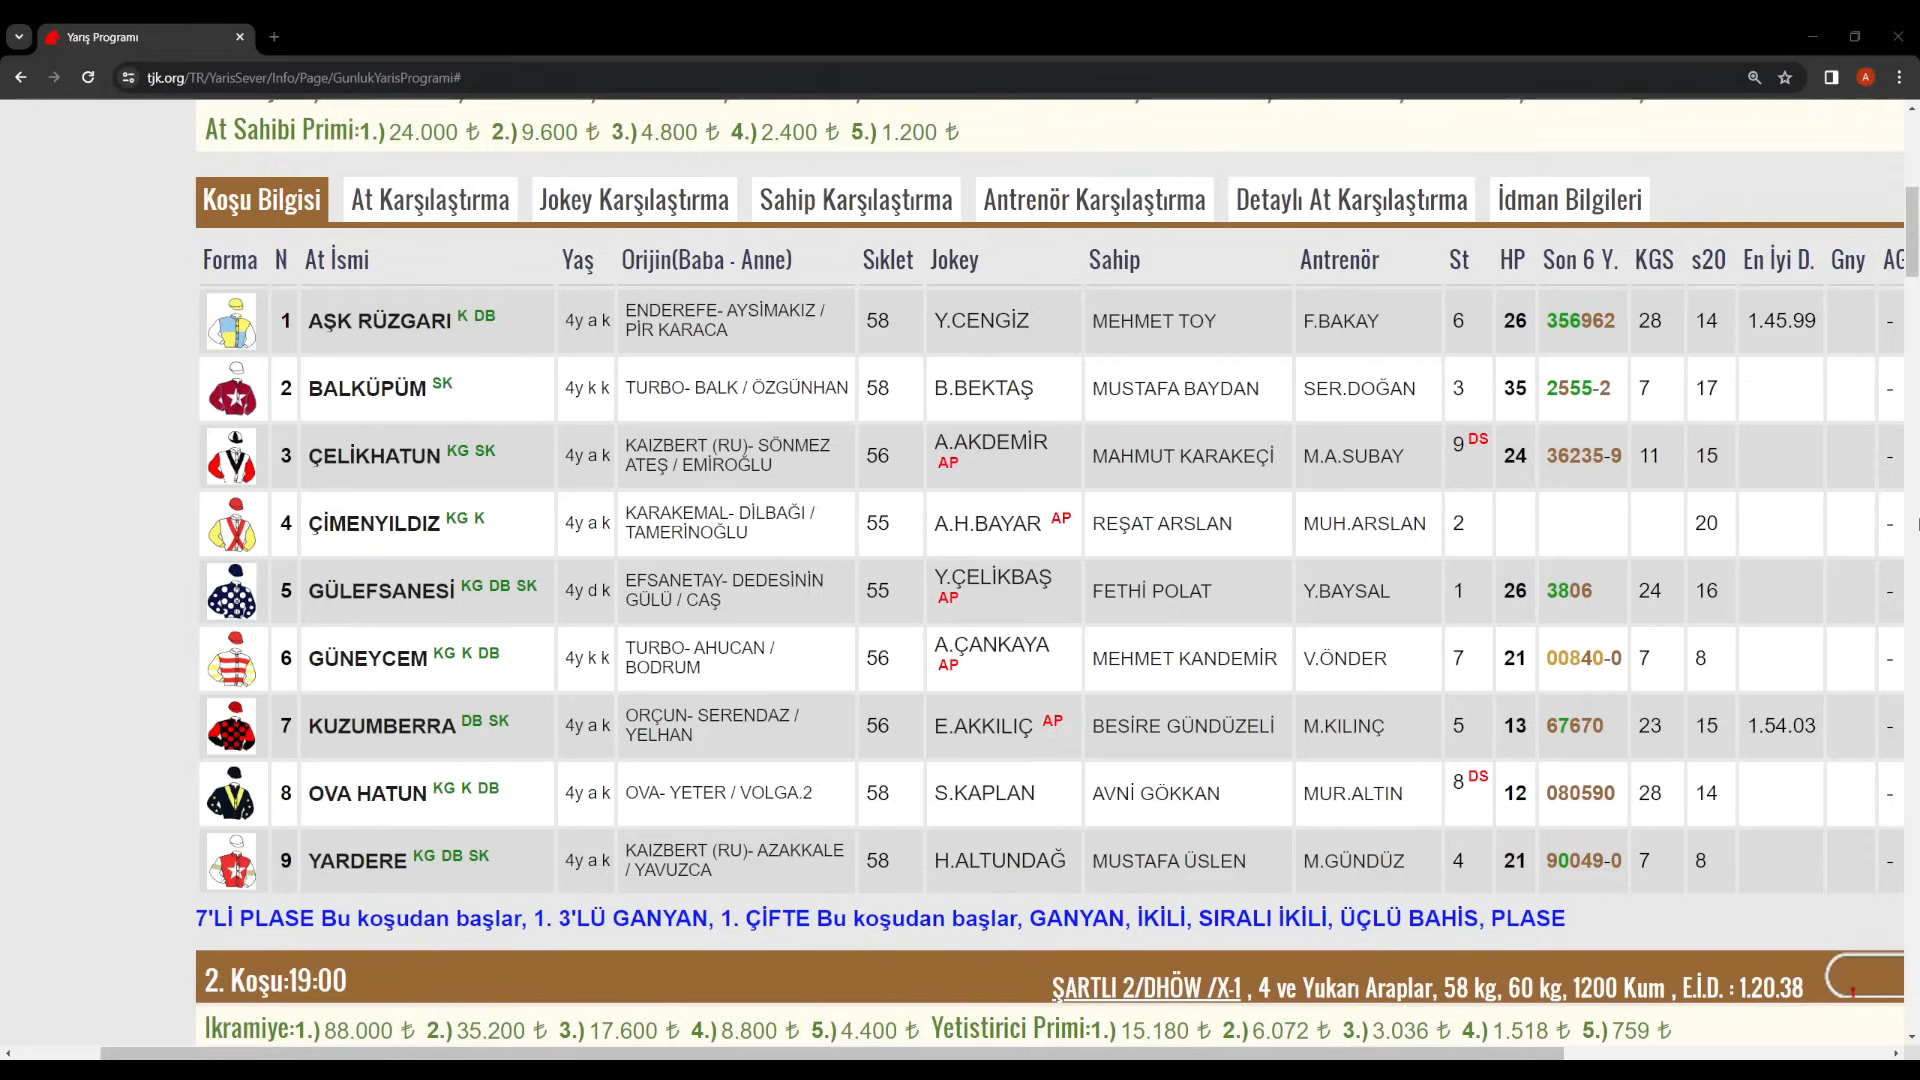 Yarış Programı
tjk.org/TR/YarisSever/Info/Page/GunlukYarisProgrami#
A
At Sahibi Primi:1.) 24.000 ₺ 2.) 9.600 ₺ 3.) 4.800 ₺ 4.) 2.400 ₺ 5.) 1.200 ₺
Koşu Bilgisi At Karşılaştırma Jokey Karşılaştırma Sahip Karşılaştırma Antrenör Karşılaştırma Detaylı At Karşılaştırma İdman Bilgileri
Forma N At İsmi Yaş Orijin(Baba - Anne) Sıklet Jokey Sahip Antrenör St HP Son 6 Y. KGS s20 En İyi D. Gny AG
1 AŞK RÜZGARI K DB 4y a k ENDEREFE- AYSİMAKIZ / PİR KARACA 58 Y.CENGİZ MEHMET TOY F.BAKAY 6 26 356962 28 14 1.45.99 -
2 BALKÜPÜM SK 4y k k TURBO- BALK / ÖZGÜNHAN 58 B.BEKTAŞ MUSTAFA BAYDAN SER.DOĞAN 3 35 2555-2 7 17 -
3 ÇELİKHATUN KG SK 4y a k KAIZBERT (RU)- SÖNMEZ ATEŞ / EMİROĞLU 56 A.AKDEMİR AP MAHMUT KARAKEÇİ M.A.SUBAY 9 DS 24 36235-9 11 15 -
4 ÇİMENYILDIZ KG K 4y a k KARAKEMAL- DİLBAĞI / TAMERİNOĞLU 55 A.H.BAYAR AP REŞAT ARSLAN MUH.ARSLAN 2 20 -
5 GÜLEFSANESİ KG DB SK 4y d k EFSANETAY- DEDESİNİN GÜLÜ / CAŞ 55 Y.ÇELİKBAŞ AP FETHİ POLAT Y.BAYSAL 1 26 3806 24 16 -
6 GÜNEYCEM KG K DB 4y k k TURBO- AHUCAN / BODRUM 56 A.ÇANKAYA AP MEHMET KANDEMİR V.ÖNDER 7 21 00840-0 7 8 -
7 KUZUMBERRA DB SK 4y a k ORÇUN- SERENDAZ / YELHAN 56 E.AKKILIÇ AP BESİRE GÜNDÜZELİ M.KILINÇ 5 13 67670 23 15 1.54.03 -
8 OVA HATUN KG K DB 4y a k OVA- YETER / VOLGA.2 58 S.KAPLAN AVNİ GÖKKAN MUR.ALTIN 8 DS 12 080590 28 14 -
9 YARDERE KG DB SK 4y a k KAIZBERT (RU)- AZAKKALE / YAVUZCA 58 H.ALTUNDAĞ MUSTAFA ÜSLEN M.GÜNDÜZ 4 21 90049-0 7 8 -
7'Lİ PLASE Bu koşudan başlar, 1. 3'LÜ GANYAN, 1. ÇİFTE Bu koşudan başlar, GANYAN, İKİLİ, SIRALI İKİLİ, ÜÇLÜ BAHİS, PLASE
2. Koşu:19:00 ŞARTLI 2/DHÖW /X-1 , 4 ve Yukarı Araplar, 58 kg, 60 kg, 1200 Kum , E.İ.D. : 1.20.38
Ikramiye:1.) 88.000 ₺ 2.) 35.200 ₺ 3.) 17.600 ₺ 4.) 8.800 ₺ 5.) 4.400 ₺ Yetistirici Primi:1.) 15.180 ₺ 2.) 6.072 ₺ 3.) 3.036 ₺ 4.) 1.518 ₺ 5.) 759 ₺